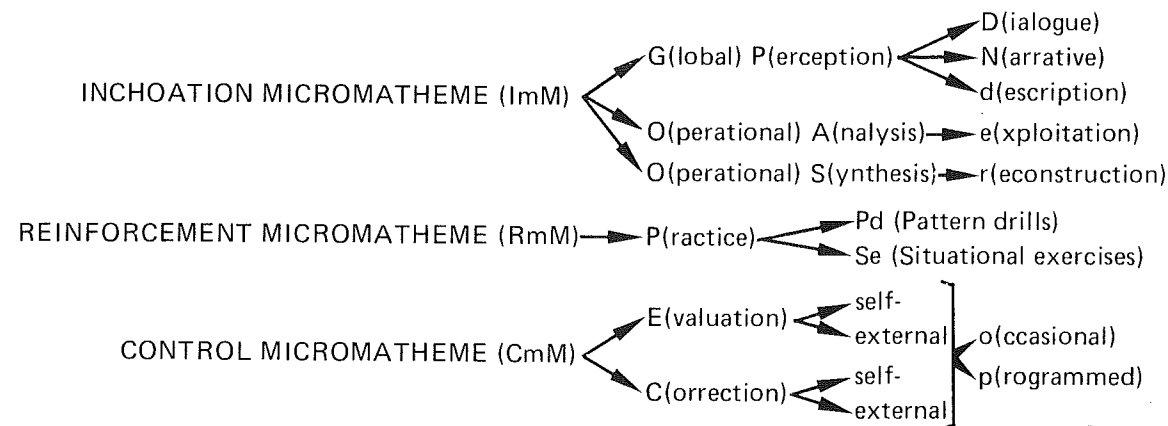 D(ialogue)
G(lobal) P(erception) N(arrative)
d(escription)
INCHOATION MICROMATHEME (ImM)
O(perational) A(nalysis) e(xploitation)
O(perational) S(ynthesis) r(econstruction)
Pd (Pattern drills)
REINFORCEMENT MICROMATHEME (RmM) P(ractice)
Se (Situational exercises)
self-
E(valuation)
external o(ccasional)
CONTROL MICROMATHEME (CmM)
self- p(rogrammed)
C(orrection)
external